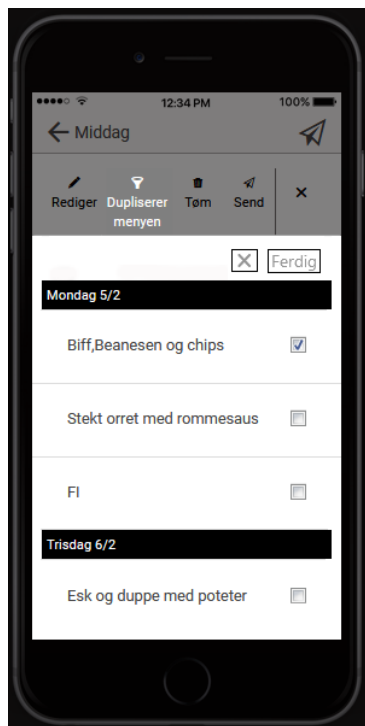 12:34 PM 100%
Middag
Rediger Dupliserer menyen Tøm Send
Ferdig
Mondag 5/2
Biff,Beanesen og chips
Stekt orret med rommesaus
FI
Trisdag 6/2
Esk og duppe med poteter